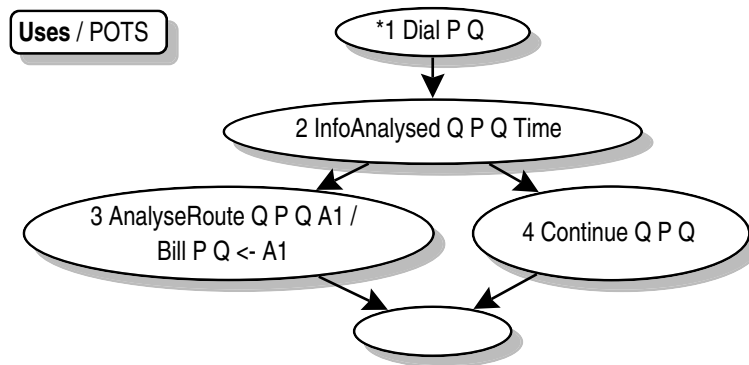 Uses / POTS
*1 Dial P Q
2 InfoAnalysed Q P Q Time
3 AnalyseRoute Q P Q A1 /
Bill P Q <- A1
4 Continue Q P Q